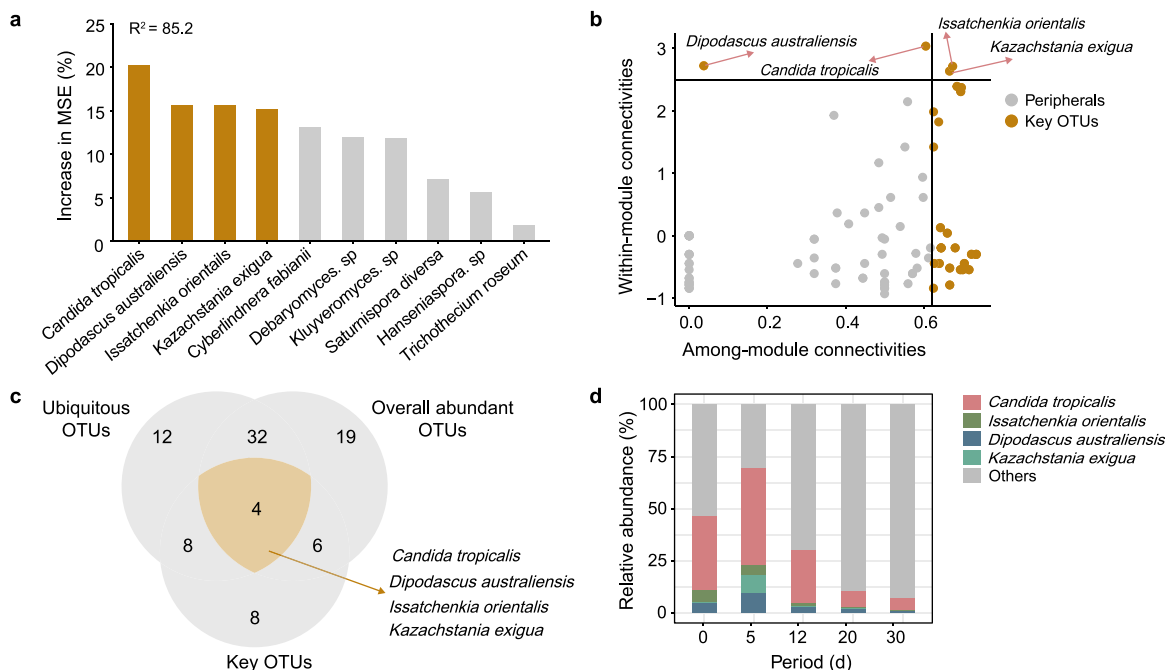 a
R² = 85.2
Increase in MSE (%)
25
20
15
10
5
0
Candida tropicalis
Dipodascus australiensis
Issatchenkia orientails
Kazachstania exigua
Cyberlindnera fabianii
Debaryomyces. sp
Kluyveromyces. sp
Saturnispora diversa
Hanseniaspora. sp
Trichothecium roseum
b
Within-module connectivities
3
2
1
0
−1
0.0
0.2
0.4
0.6
Among-module connectivities
Dipodascus australiensis
Candida tropicalis
Issatchenkia orientalis
Kazachstania exigua
Peripherals
Key OTUs
c
Ubiquitous
OTUs
Overall abundant
OTUs
12
32
19
4
8
6
8
Key OTUs
Candida tropicalis
Dipodascus australiensis
Issatchenkia orientalis
Kazachstania exigua
d
Relative abundance (%)
100
75
50
25
0
0
5
12
20
30
Period (d)
Candida tropicalis
Issatchenkia orientalis
Dipodascus australiensis
Kazachstania exigua
Others